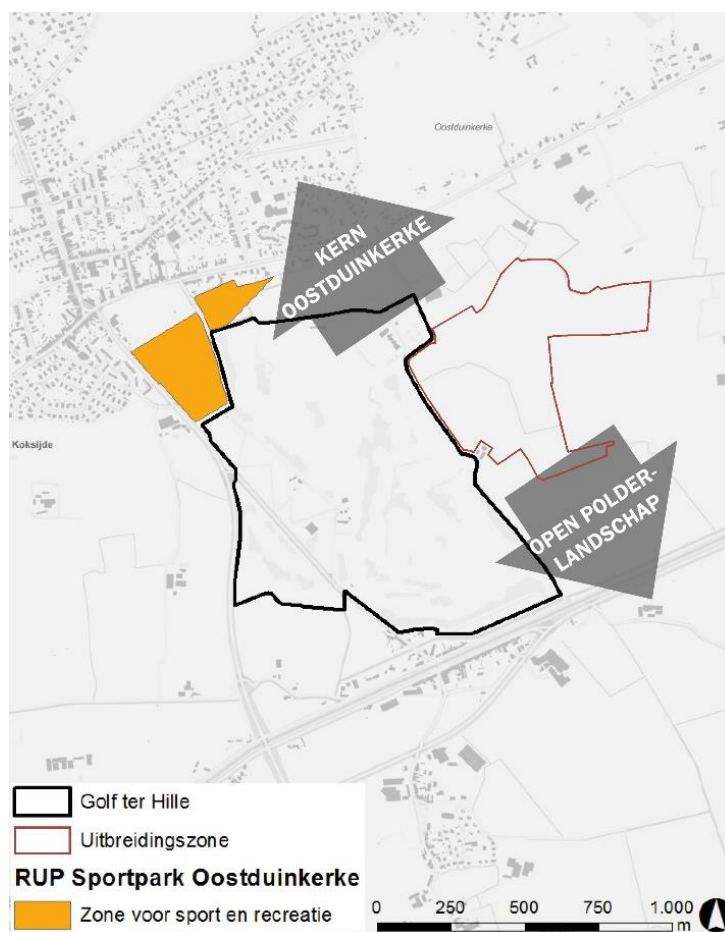 Oostduinkerke
KERN
OOSTDUINKERKE
Koksijde
OPEN POLDER-
LANDSCHAP
Golf ter Hille
Uitbreidingszone
RUP Sportpark Oostduinkerke
Zone voor sport en recreatie
0 250 500 750 1.000
m